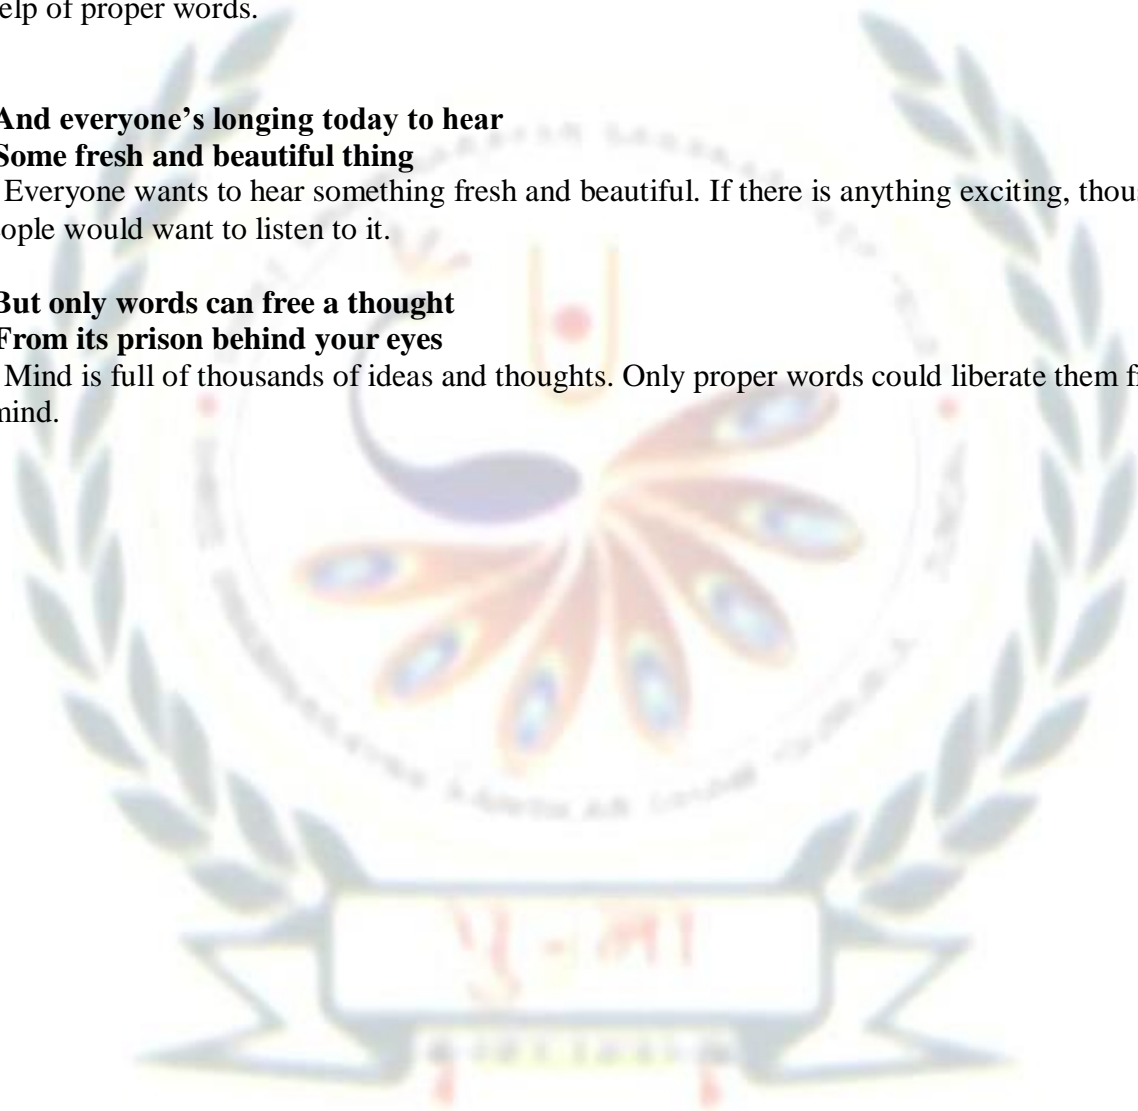 elp of proper words.
And everyone's longing today to hear
Some fresh and beautiful thing
Everyone wants to hear something fresh and beautiful. If there is anything exciting, thou
ople would want to listen to it.
But only words can free a thought
From its prison behind your eyes
Mind is full of thousands of ideas and thoughts. Only proper words could liberate them f
mind.